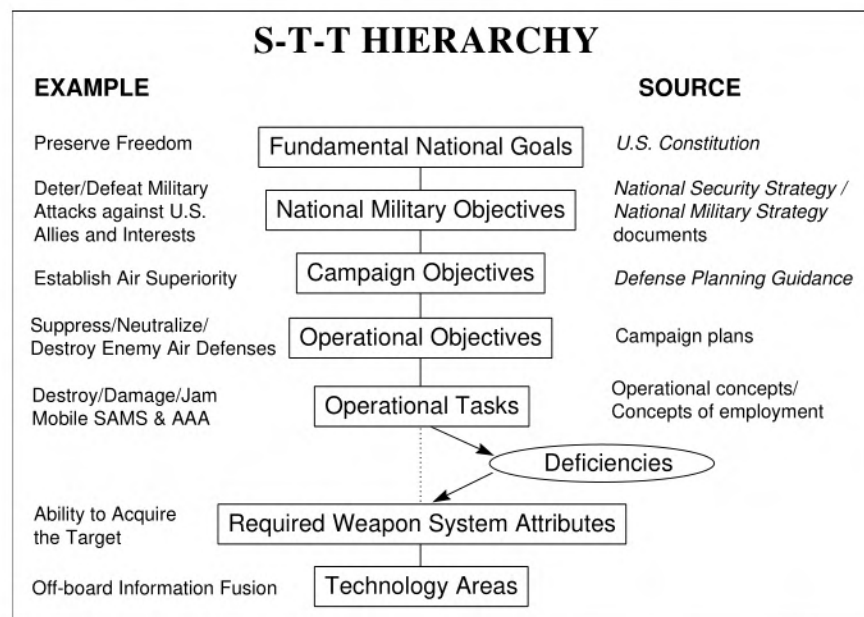 S-T-T HIERARCHY
EXAMPLE
SOURCE
Preserve Freedom
Fundamental National Goals
U.S. Constitution
Deter/Defeat Military
Attacks against U.S.
Allies and Interests
National Military Objectives
National Security Strategy /
National Military Strategy
documents
Establish Air Superiority
Campaign Objectives
Defense Planning Guidance
Suppress/Neutralize/
Destroy Enemy Air Defenses
Operational Objectives
Campaign plans
Destroy/Damage/Jam
Mobile SAMS & AAA
Operational Tasks
Operational concepts/
Concepts of employment
Deficiencies
Ability to Acquire
the Target
Required Weapon System Attributes
Off-board Information Fusion
Technology Areas